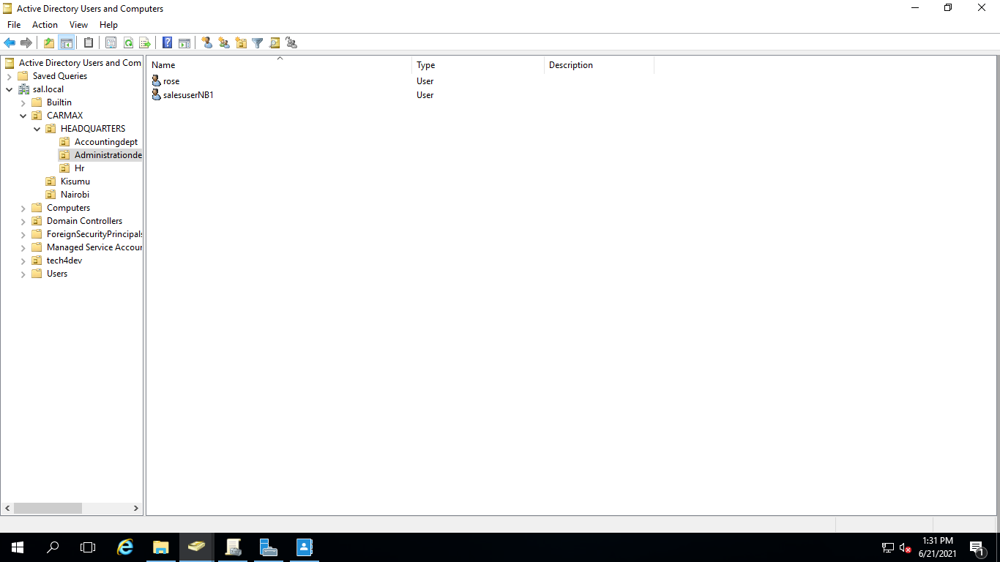 Active Directory Users and Computers
File Action View Help
Active Directory Users and Com
Saved Queries
sal.local
Builtin
CARMAX
HEADQUARTERS
Accountingdept
Administrationde
Hr
Kisumu
Nairobi
Computers
Domain Controllers
ForeignSecurityPrincipals
Managed Service Accour
tech4dev
Users
Name Type Description
rose User
salesuserNB1 User
1:31 PM
6/21/2021
1